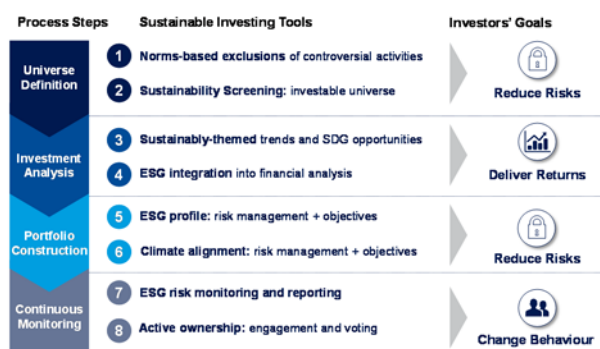 Process Steps
Sustainable Investing Tools
Investors' Goals
Universe
Definition
1 Norms-based exclusions of controversial activities
2 Sustainability Screening: investable universe
Reduce Risks
Investment
Analysis
3 Sustainably-themed trends and SDG opportunities
4 ESG integration into financial analysis
Deliver Returns
Portfolio
Construction
5 ESG profile: risk management + objectives
6 Climate alignment: risk management + objectives
Reduce Risks
Continuous
Monitoring
7 ESG risk monitoring and reporting
8 Active ownership: engagement and voting
Change Behaviour